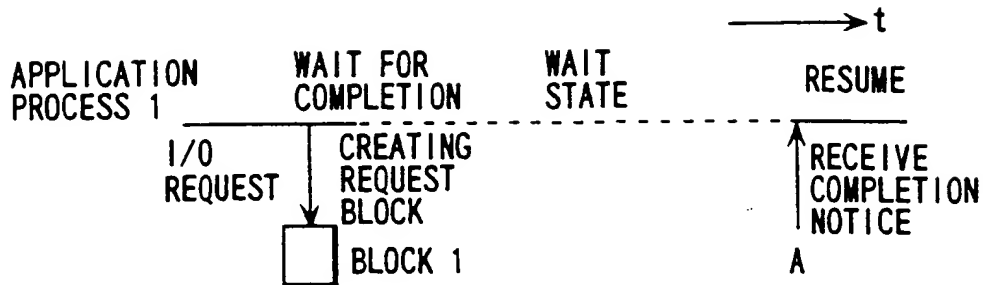 t
APPLICATION
PROCESS 1
WAIT FOR
COMPLETION
WAIT
STATE
RESUME
I/O
REQUEST
CREATING
REQUEST
BLOCK
BLOCK 1
RECEIVE
COMPLETION
NOTICE
A